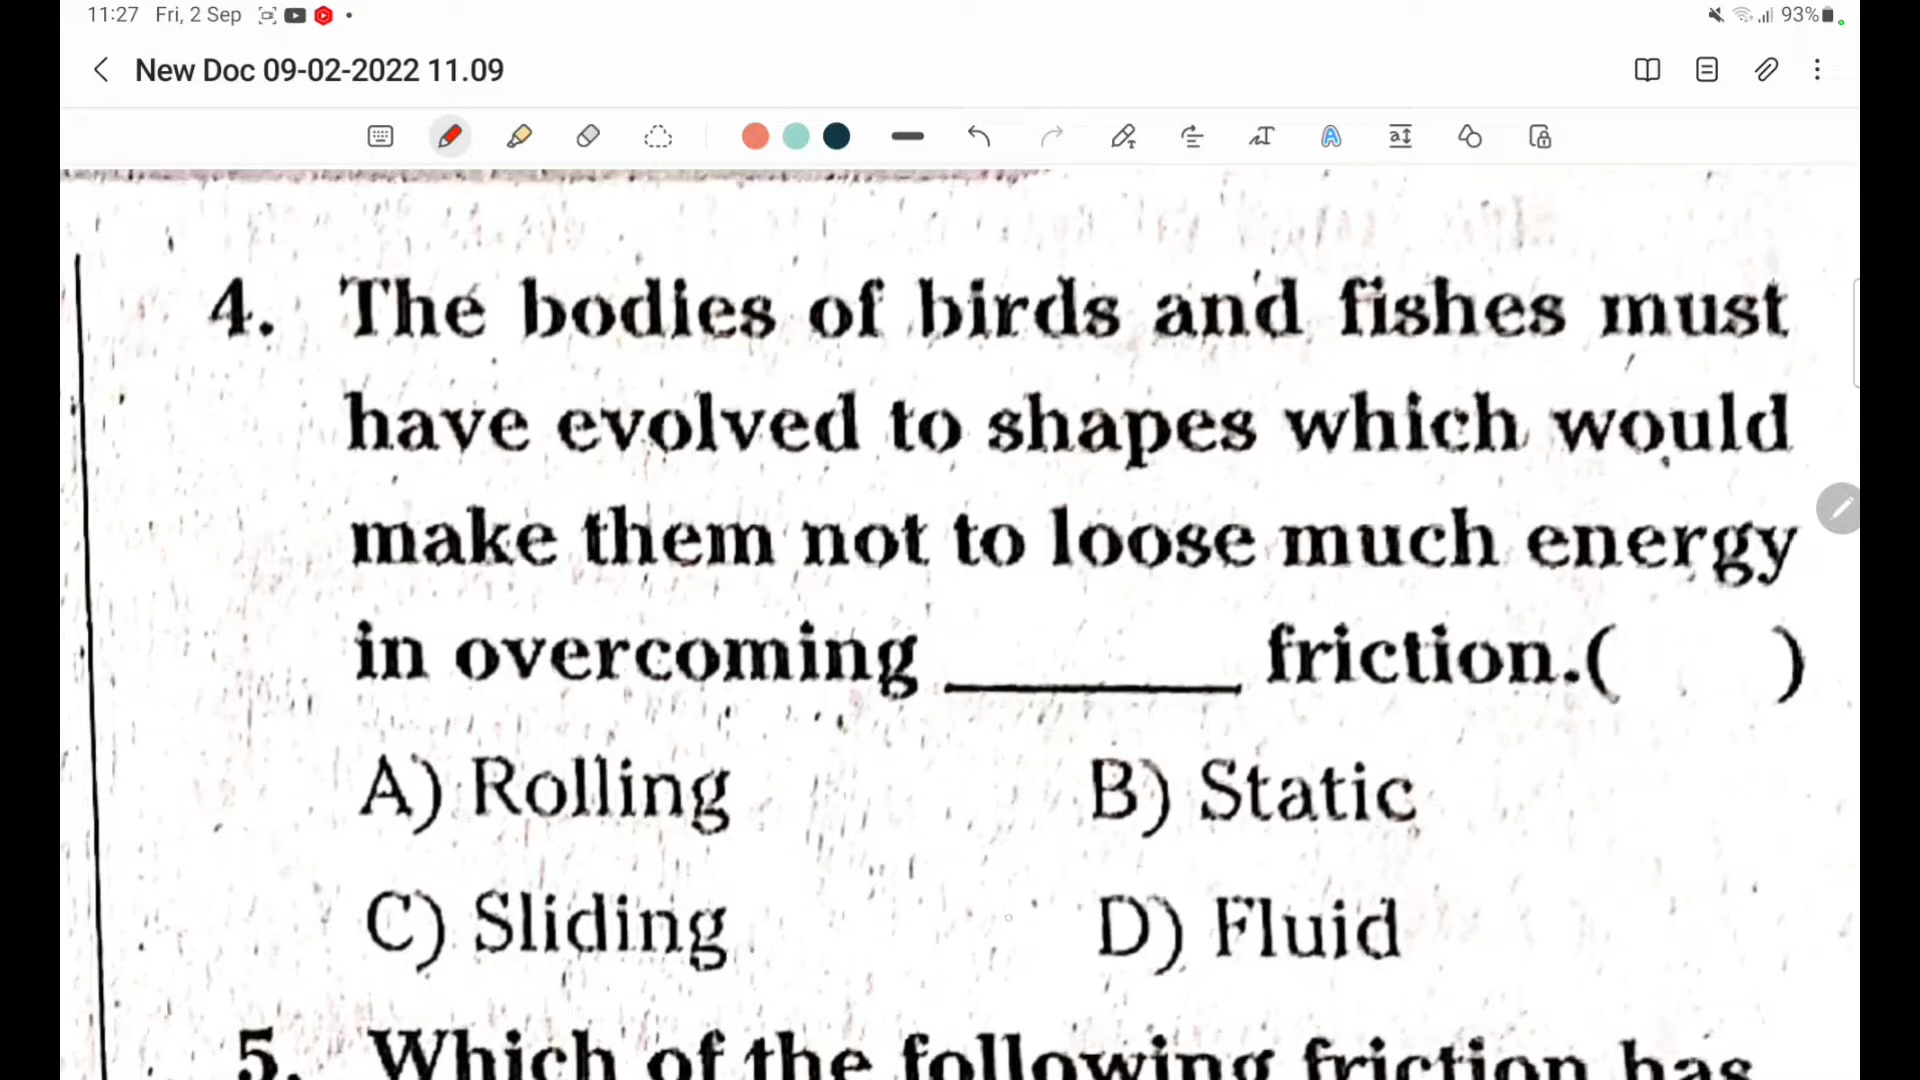 11:27 Fri, 2 Sep 93%
New Doc 09-02-2022 11.09
4. The bodies of birds and fishes must
have evolved to shapes which would
make them not to loose much energy
in overcoming ________ friction.( )
A) Rolling B) Static
C) Sliding D) Fluid
5. Which of the following friction has